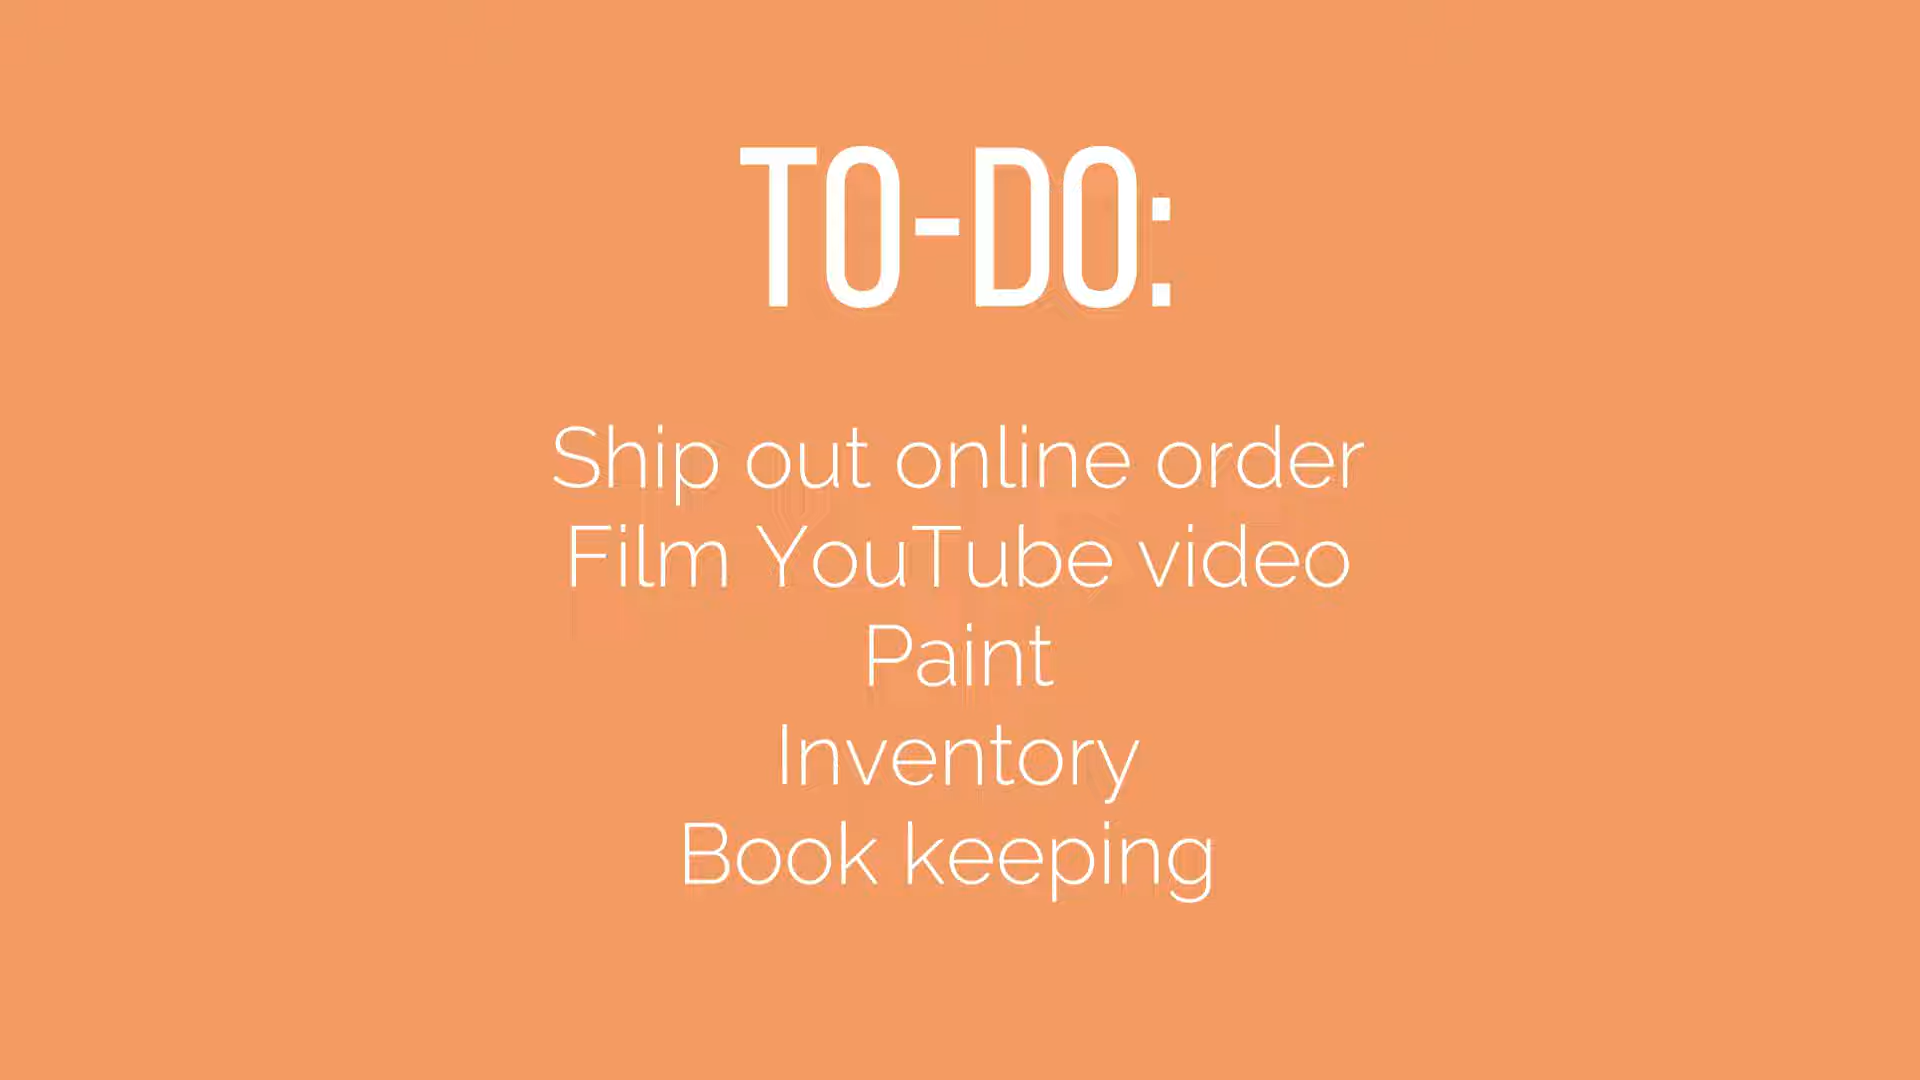 TO-DO:
Ship out online order
Film YouTube video
Paint
Inventory
Book keeping